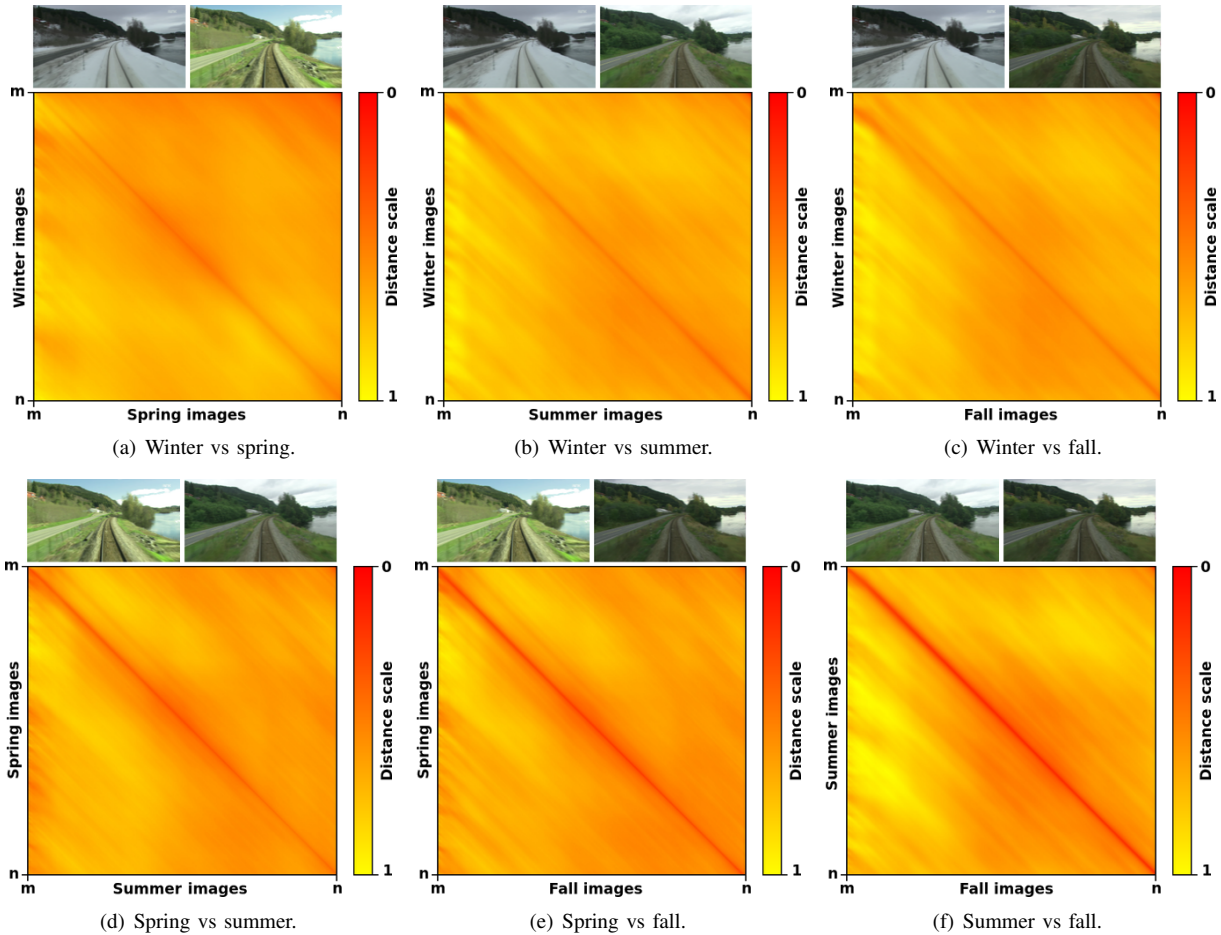 m 0
Winter images
Distance scale
n 1
m Spring images n
(a) Winter vs spring.
m 0
Winter images
Distance scale
n 1
m Summer images n
(b) Winter vs summer.
m 0
Winter images
Distance scale
n 1
m Fall images n
(c) Winter vs fall.
m 0
Spring images
Distance scale
n 1
m Summer images n
(d) Spring vs summer.
m 0
Spring images
Distance scale
n 1
m Fall images n
(e) Spring vs fall.
m 0
Summer images
Distance scale
n 1
m Fall images n
(f) Summer vs fall.